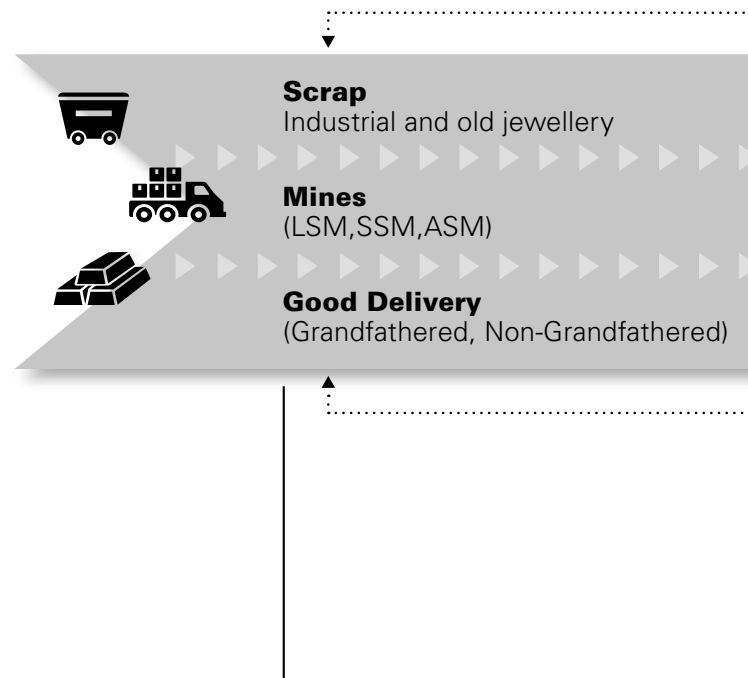 Scrap
Industrial and old jewellery
Mines
(LSM,SSM,ASM)
Good Delivery
(Grandfathered, Non-Grandfathered)